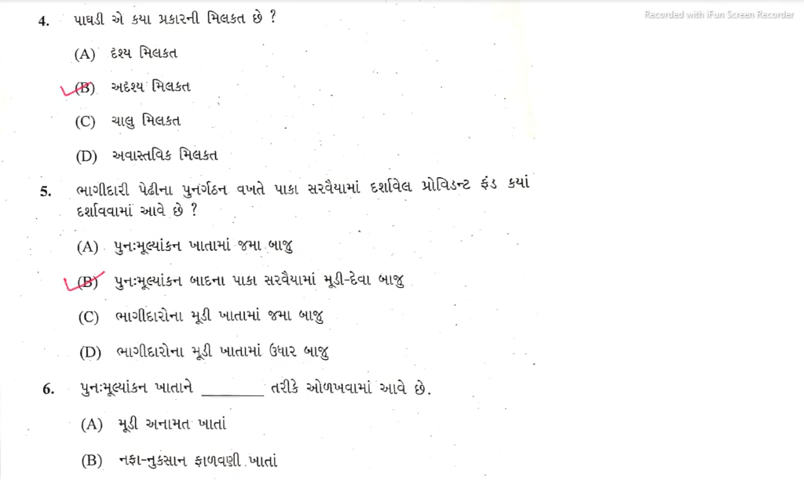 Recorded with iFun Screen Recorder
4. પાઘડી એ કયા પ્રકારની મિલકત છે ?
(A) દૃશ્ય મિલકત
(B) અદૃશ્ય મિલકત
(C) ચાલુ મિલકત
(D) અવાસ્તવિક મિલકત
5. ભાગીદારી પેઢીના પુનર્ગઠન વખતે પાકા સરવૈયામાં દર્શાવેલ પ્રોવિડન્ટ ફંડ કયાં
દર્શાવવામાં આવે છે ?
(A) પુનઃમૂલ્યાંકન ખાતામાં જમા બાજુ
(B) પુનઃમૂલ્યાંકન બાદના પાકા સરવૈયામાં મૂડી-દેવા બાજુ
(C) ભાગીદારોના મૂડી ખાતામાં જમા બાજુ
(D) ભાગીદારોના મૂડી ખાતામાં ઉધાર બાજુ
6. પુનઃમૂલ્યાંકન ખાતાને ________ તરીકે ઓળખવામાં આવે છે.
(A) મૂડી અનામત ખાતાં
(B) નફા-નુકસાન ફાળવણી ખાતાં